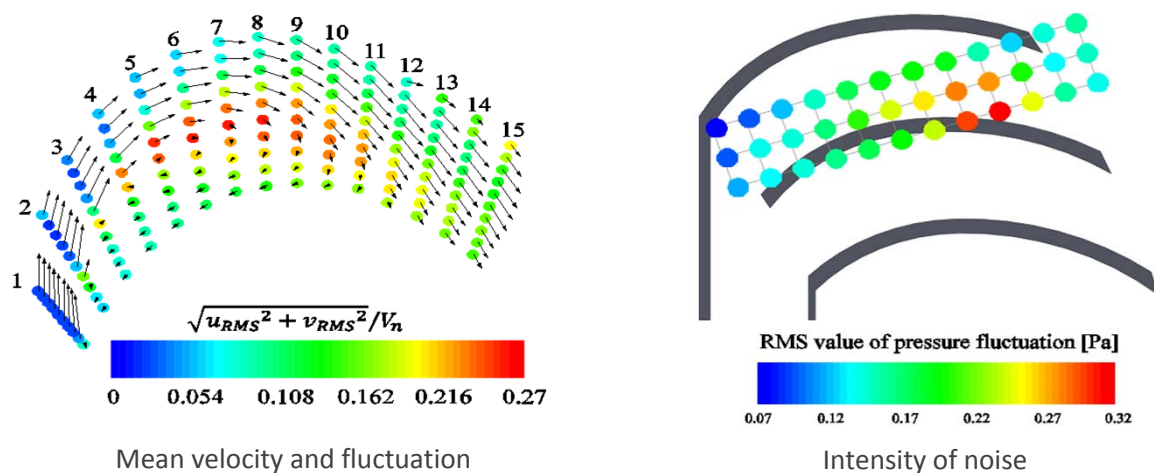 1
2
3
4
5
6
7
8
9
10
11
12
13
14
15
√u_RMS² + v_RMS²/V_n
0 0.054 0.108 0.162 0.216 0.27
Mean velocity and fluctuation
RMS value of pressure fluctuation [Pa]
0.07 0.12 0.17 0.22 0.27 0.32
Intensity of noise